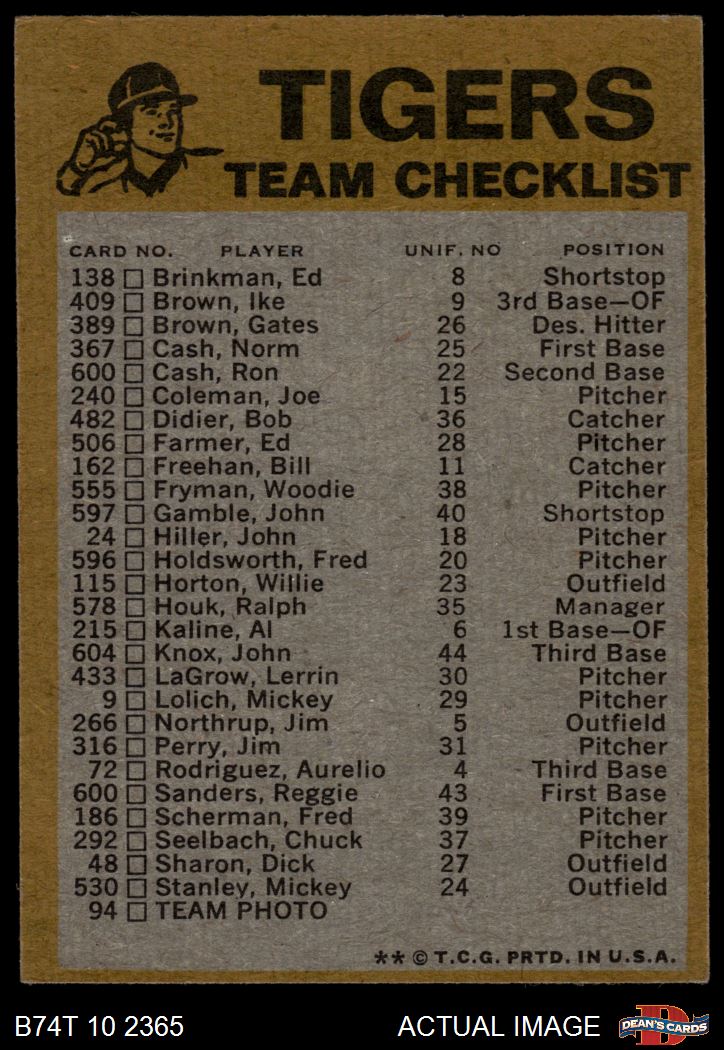 TIGERS
TEAM CHECKLIST
CARD NO. PLAYER UNIF. NO POSITION
138 Brinkman, Ed 8 Shortstop
409 Brown, Ike 9 3rd Base—OF
389 Brown, Gates 26 Des. Hitter
367 Cash, Norm 25 First Base
600 Cash, Ron 22 Second Base
240 Coleman, Joe 15 Pitcher
482 Didier, Bob 36 Catcher
506 Farmer, Ed 28 Pitcher
162 Freehan, Bill 11 Catcher
555 Fryman, Woodie 38 Pitcher
597 Gamble, John 40 Shortstop
24 Hiller, John 18 Pitcher
596 Holdsworth, Fred 20 Pitcher
115 Horton, Willie 23 Outfield
578 Houk, Ralph 35 Manager
215 Kaline, Al 6 1st Base—OF
604 Knox, John 44 Third Base
433 LaGrow, Lerrin 30 Pitcher
9 Lolich, Mickey 29 Pitcher
266 Northrup, Jim 5 Outfield
316 Perry, Jim 31 Pitcher
72 Rodriguez, Aurelio 4 Third Base
600 Sanders, Reggie 43 First Base
186 Scherman, Fred 39 Pitcher
292 Seelbach, Chuck 37 Pitcher
48 Sharon, Dick 27 Outfield
530 Stanley, Mickey 24 Outfield
94 TEAM PHOTO
** © T.C.G. PRTD. IN U.S.A.
B74T 10 2365 ACTUAL IMAGE D DEAN'S CARDS